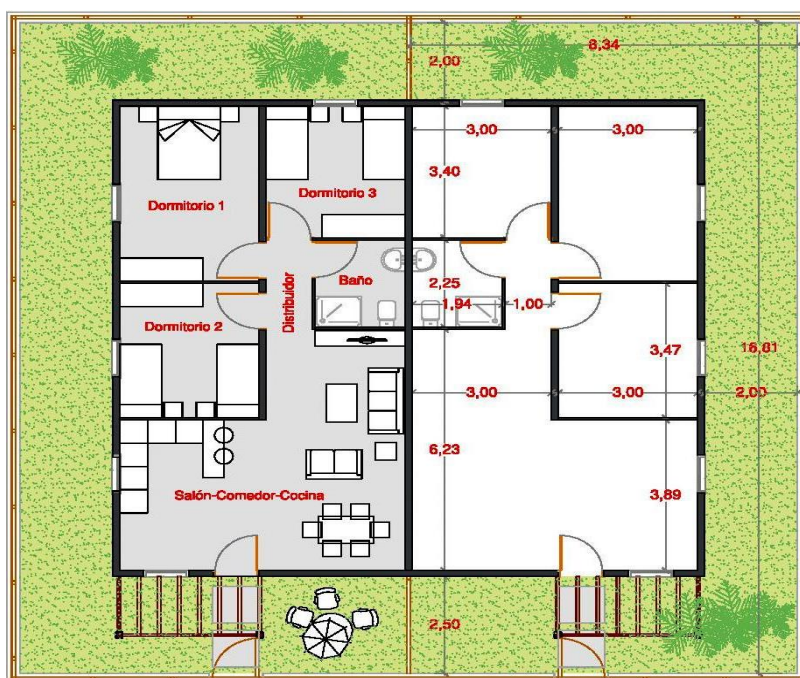 8,34
2,00
3,00
3,00
3,40
Dormitorio 3
Dormitorio 1
Baño
2,25
1,94
1,00
Distribuidor
Dormitorio 2
3,47
16,61
3,00
3,00
2,00
6,23
Salón-Comedor-Cocina
3,89
2,50